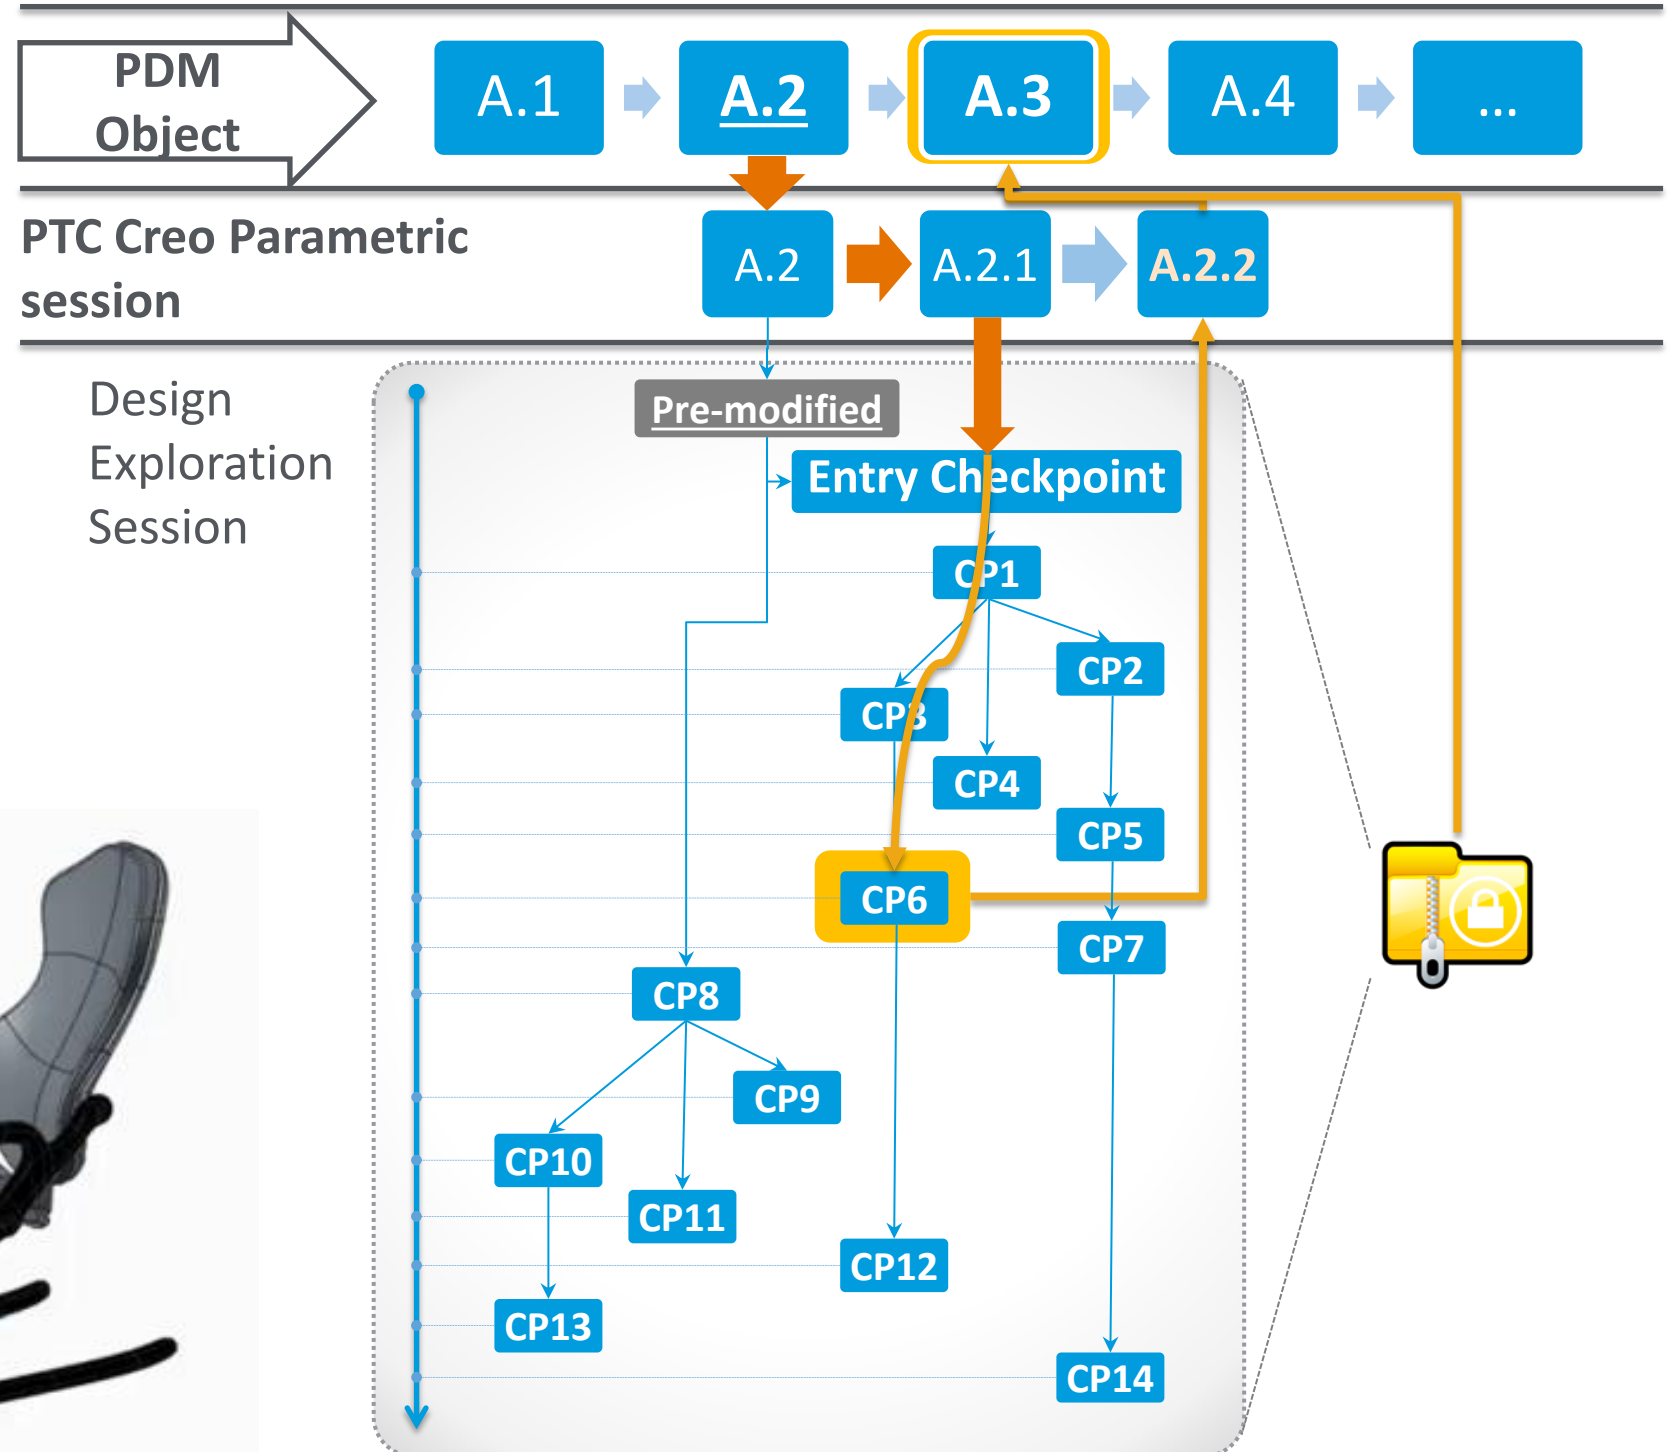 PDM
Object
A.1
A.2
A.3
A.4
...
PTC Creo Parametric
session
A.2
A.2.1
A.2.2
Design
Exploration
Session
Pre-modified
Entry Checkpoint
CP1
CP2
CP3
CP4
CP5
CP6
CP7
CP8
CP9
CP10
CP11
CP12
CP13
CP14